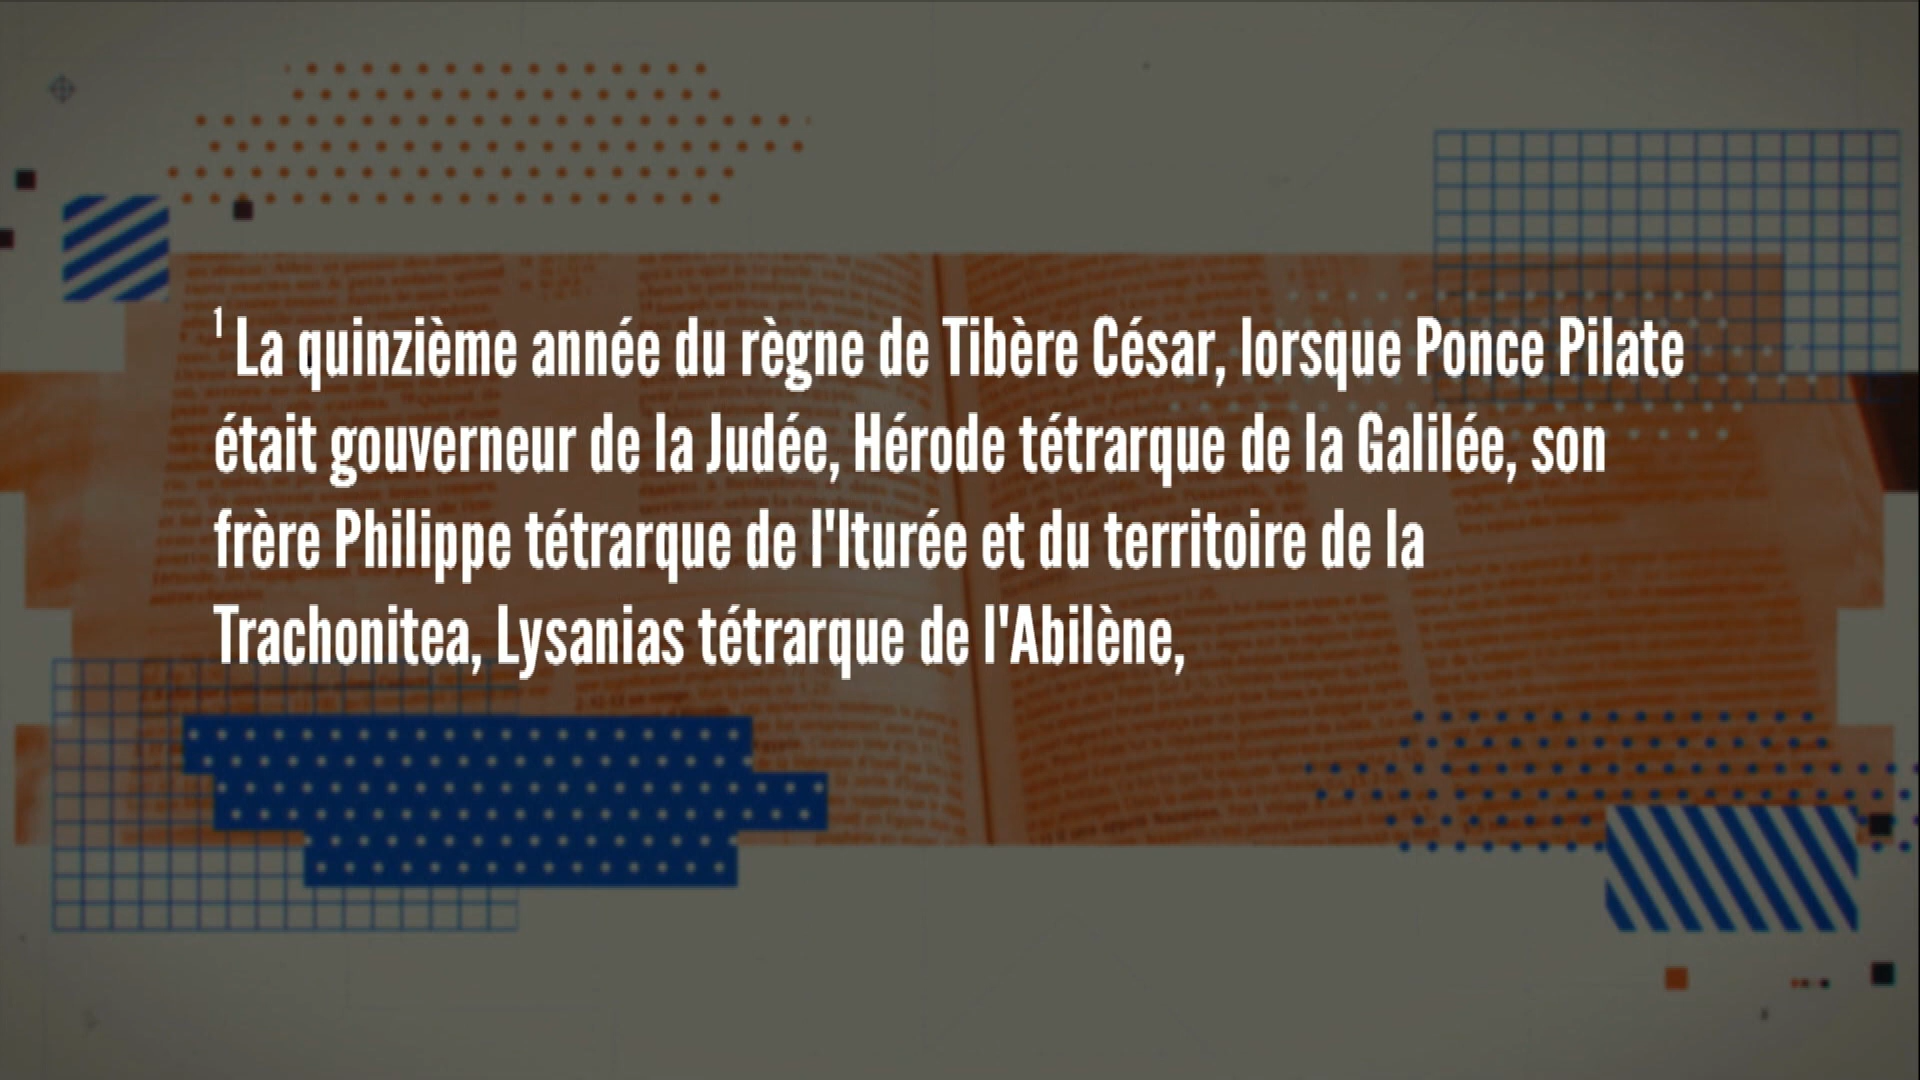 1 La quinzième année du règne de Tibère César, lorsque Ponce Pilate
était gouverneur de la Judée, Hérode tétrarque de la Galilée, son
frère Philippe tétrarque de l'Iturée et du territoire de la
Trachonitea, Lysanias tétrarque de l'Abilène,